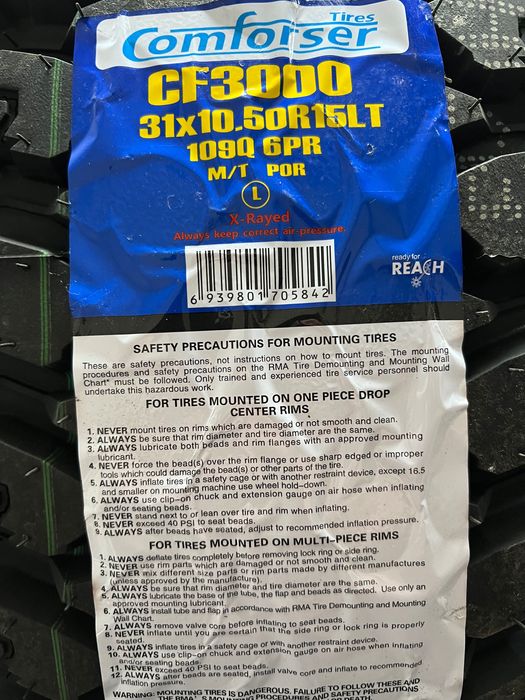 Tires
Comforser
CF3000
31x10.50R15LT
109Q 6PR
M/T POR
L
X-Rayed
Always keep correct air-pressure.
6 939801 705842
ready for
REACH
SAFETY PRECAUTIONS FOR MOUNTING TIRES
These are safety precautions, not instructions on how to mount tires. The mounting
procedures and safety precautions on the RMA Tire Demounting and Mounting Wall
Chart* must be followed. Only trained and experienced tire service personnel should
undertake this hazardous work.
FOR TIRES MOUNTED ON ONE PIECE DROP
CENTER RIMS
1. NEVER mount tires on rims which are damaged or not smooth and clean.
2. ALWAYS be sure that rim diameter and tire diameter are the same.
3. ALWAYS lubricate both beads and rim flanges with an approved mounting
lubricant.
4. NEVER force the bead(s) over the rim flange or use sharp edged or improper
tools which could damage the bead(s) or other parts of the tire.
5. ALWAYS inflate tires in a safety cage or with another restraint device, except 16.5
and smaller on mounting machine use wheel hold-down.
6. ALWAYS use clip-on chuck and extension gauge on air hose when inflating
and/or seating beads.
7. NEVER stand next to or lean over tire and rim when inflating.
8. NEVER exceed 40 PSI to seat beads.
9. ALWAYS after beads have seated, adjust to recommended inflation pressure.
FOR TIRES MOUNTED ON MULTI-PIECE RIMS
1. ALWAYS deflate tires completely before removing lock ring or side ring.
2. NEVER use rim parts which are damaged or not smooth and clean.
3. NEVER mix different size parts or rim parts made by different manufactures
(unless approved by the manufacture).
4. ALWAYS be sure that rim diameter and tire diameter are the same.
5. ALWAYS lubricate the base of the tube, the flap and beads as directed. Use only an
approved mounting lubricant.
6. ALWAYS install tube and flap in accordance with RMA Tire Demounting and Mounting
Wall Chart.
7. ALWAYS remove valve core before inflating to seat beads.
8. NEVER inflate until you are certain that the side ring or lock ring is properly
seated.
9. ALWAYS inflate tires in a safety cage or with another restraint device.
10. ALWAYS use clip-on chuck and extension gauge on air hose when inflating
and/or seating beads.
11. NEVER exceed 40 PSI to seat beads.
12. ALWAYS after beads are seated, install valve cord and inflate to recommended
inflation pressure.
WARNING: MOUNTING TIRES IS DANGEROUS. FAILURE TO FOLLOW THESE AND
THE RMA'S MOUNTING PROCEDURES AND SAFETY